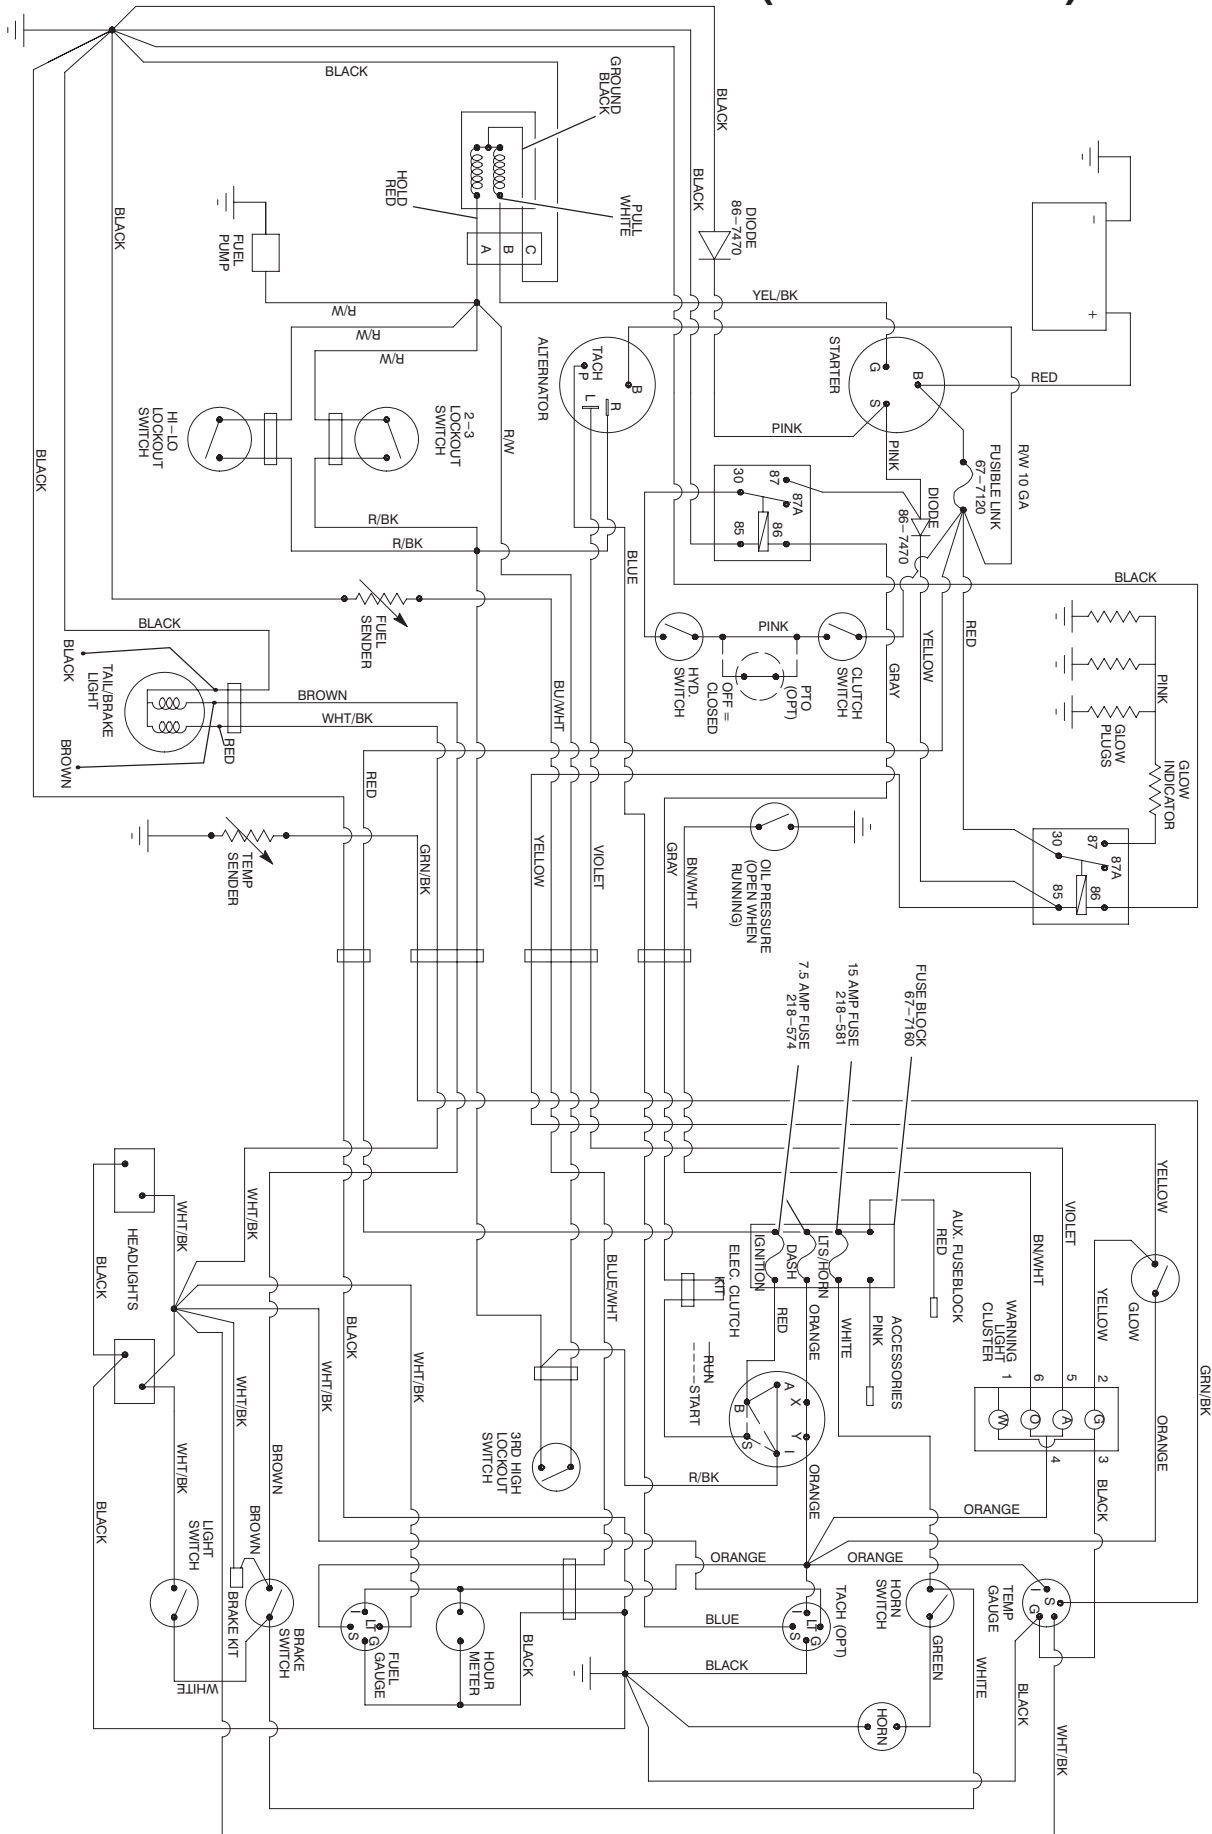 (
)
BLACK
GROUND
BLACK
BLACK
BLACK
DIODE
86–7470
HOLD
RED
PULL
WHITE
A
B
C
-
+
BLACK
FUEL
PUMP
R/W
R/W
R/W
YEL/BK
ALTERNATOR
TACH
P
L
R
B
STARTER
G
B
S
RED
PINK
PINK
R/W 10 GA
FUSIBLE LINK
67–7120
DIODE
86–7470
HI–LO
LOCKOUT
SWITCH
2–3
LOCKOUT
SWITCH
R/W
30
87
87A
85
86
BLACK
R/BK
R/BK
BLUE
BLACK
FUEL
SENDER
BLACK
BLACK
TAIL/BRAKE
LIGHT
BROWN
WHT/BK
RED
BROWN
BU/WHT
HYD.
SWITCH
PINK
OFF =
CLOSED
PTO
(OPT)
CLUTCH
SWITCH
GRAY
YELLOW
RED
PINK
GLOW
PLUGS
GLOW
INDICATOR
RED
TEMP
SENDER
GRN/BK
YELLOW
VIOLET
GRAY
BN/WHT
OIL PRESSURE
(OPEN WHEN
RUNNING)
30
87
87A
85
86
7.5 AMP FUSE
218–574
15 AMP FUSE
218–581
FUSE BLOCK
67–7160
HEADLIGHTS
WHT/BK
BLACK
WHT/BK
BLUE/WHT
BLACK
WHT/BK
WHT/BK
WHT/BK
ELEC. CLUTCH
KIT
IGNITION
DASH
LTS/HORN
AUX. FUSEBLOCK
RED
BN/WHT
VIOLET
YELLOW
YELLOW
GLOW
WARNING
LIGHT
CLUSTER
RED
ORANGE
WHITE
PINK
ACCESSORIES
RUN
START
A
X
Y
B
S
I
1
6
5
2
W
O
A
G
4
3
GRN/BK
ORANGE
BLACK
BLACK
WHT/BK
BROWN
BROWN
3RD HIGH
LOCKOUT
SWITCH
R/BK
ORANGE
ORANGE
ORANGE
ORANGE
LIGHT
SWITCH
BRAKE KIT
BRAKE
SWITCH
WHITE
I
LT
G
S
FUEL
GAUGE
HOUR
METER
BLACK
BLUE
BLACK
TACH (OPT)
I
LT
G
S
HORN
SWITCH
GREEN
WHITE
HORN
TEMP
GAUGE
I
S
G
BLACK
WHT/BK